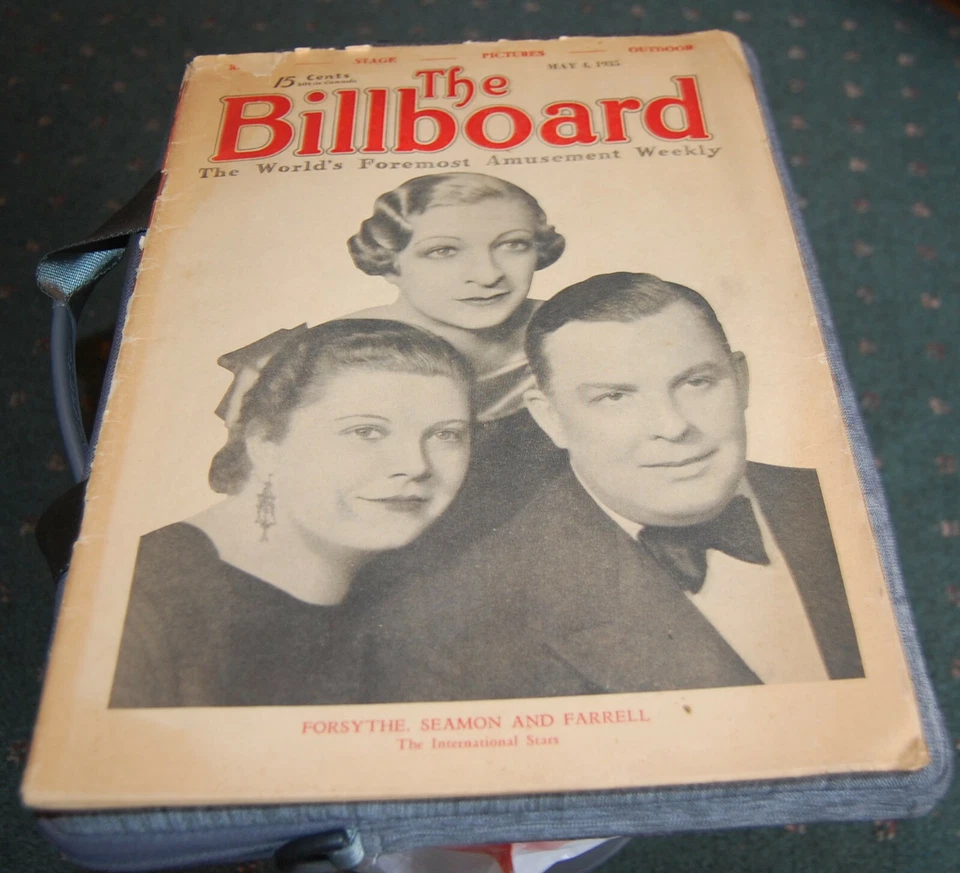 STAGE — PICTURES — OUTDOOR
15 Cents
MAY 4, 1935
The
Billboard
The World's Foremost Amusement Weekly
FORSYTHE, SEAMON AND FARRELL
The International Stars